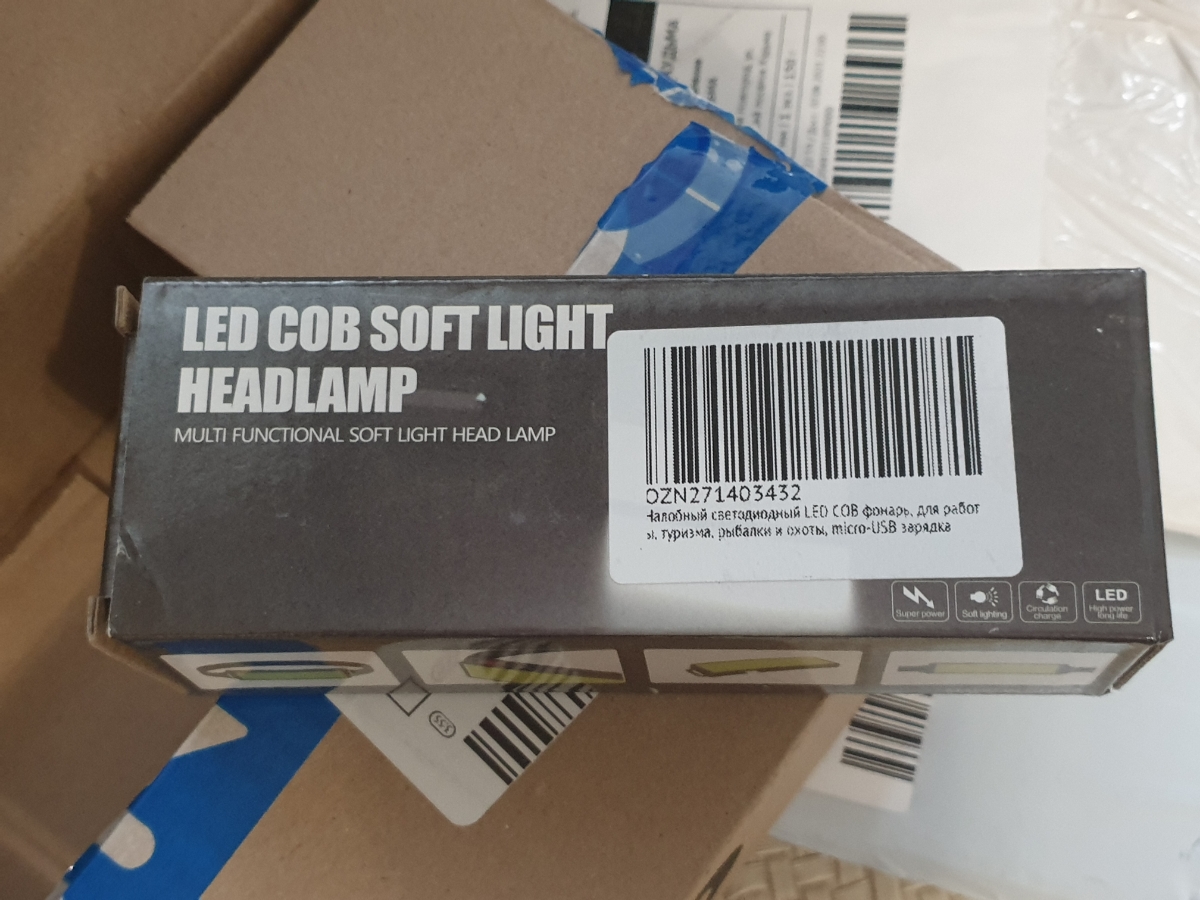 LED COB SOFT LIGHT
HEADLAMP
MULTI FUNCTIONAL SOFT LIGHT HEAD LAMP
OZN271403432
Налобный светодиодный LED COB фонарь, для работ
ы, туризма, рыбалки и охоты, micro-USB зарядка
Super power
Soft lighting
Circulation
charge
LED
High power
long life